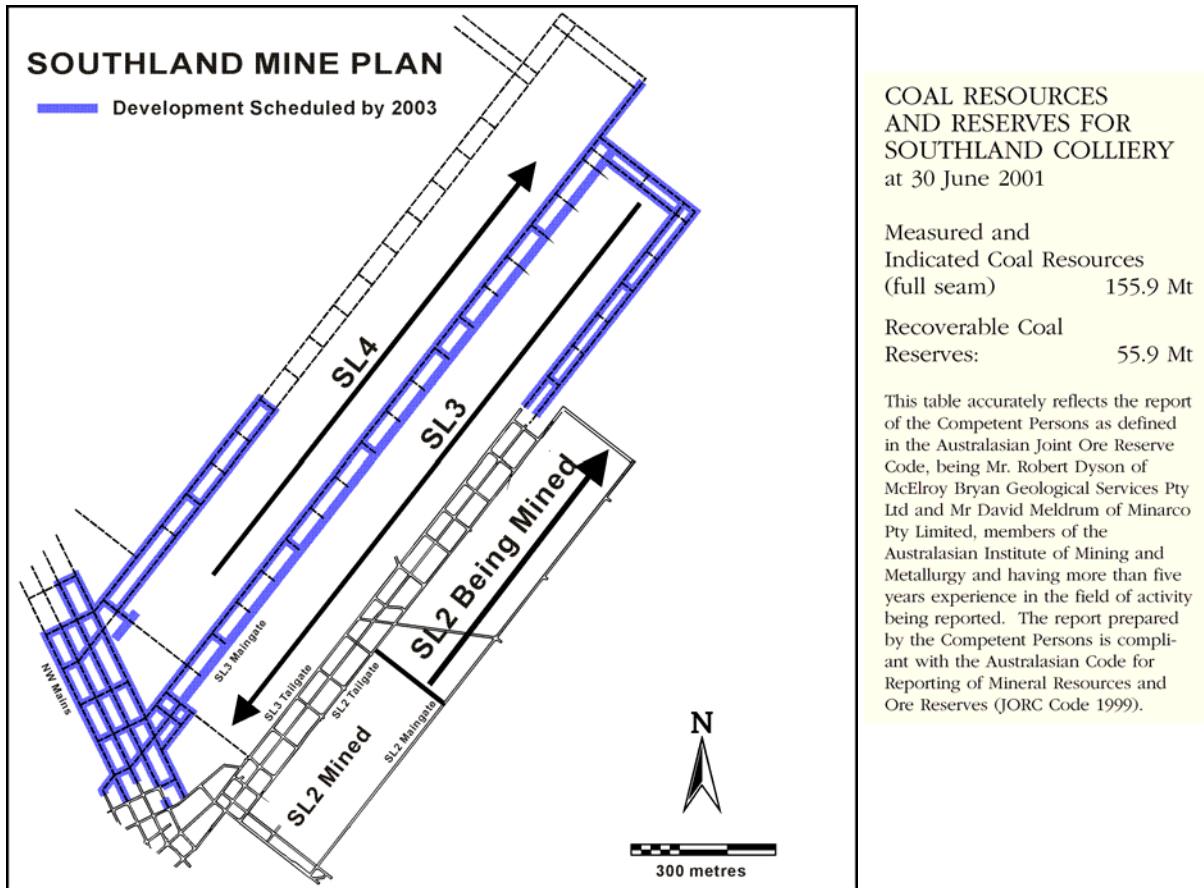 SOUTHLAND MINE PLAN
Development Scheduled by 2003
SL4
SL3
SL2 Being Mined
SL3 Maingate
SL3 Tailgate
SL2 Tailgate
SL2 Maingate
NW Mains
SL2 Mined
N
300 metres
COAL RESOURCES
AND RESERVES FOR
SOUTHLAND COLLIERY
at 30 June 2001
Measured and
Indicated Coal Resources
(full seam) 155.9 Mt
Recoverable Coal
Reserves: 55.9 Mt
This table accurately reflects the report
of the Competent Persons as defined
in the Australasian Joint Ore Reserve
Code, being Mr. Robert Dyson of
McElroy Bryan Geological Services Pty
Ltd and Mr David Meldrum of Minarco
Pty Limited, members of the
Australasian Institute of Mining and
Metallurgy and having more than five
years experience in the field of activity
being reported. The report prepared
by the Competent Persons is compli-
ant with the Australasian Code for
Reporting of Mineral Resources and
Ore Reserves (JORC Code 1999).